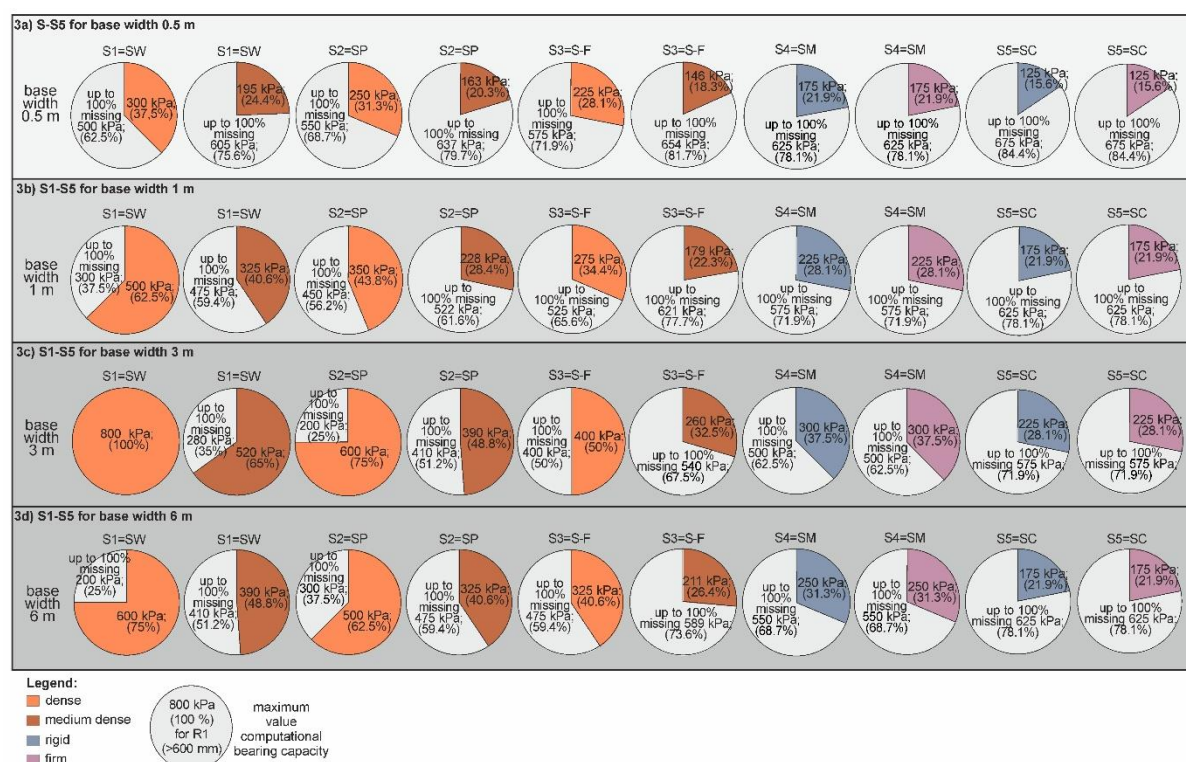 3a) S-S5 for base width 0.5 m
S1=SW
S1=SW
S2=SP
S2=SP
S3=S-F
S3=S-F
S4=SM
S4=SM
S5=SC
S5=SC
base
width
0.5 m
up to
100%
missing
500 kPa;
(62.5%)
300 kPa;
(37,5%)
195 kPa;
(24.4%)
up to 100%
missing
605 kPa;
(75.6%)
up to
100%
missing
550 kPa;
(68.7%)
250 kPa;
(31.3%)
163 kPa;
(20.3%)
up to
100% missing
637 kPa;
(79.7%)
up to
100%
missing
575 kPa;
(71.9%)
225 kPa;
(28.1%)
146 kPa;
(18.3%)
up to
100% missing
654 kPa;
(81.7%)
175 kPa;
(21.9%)
up to 100%
missing
625 kPa;
(78.1%)
175 kPa;
(21.9%)
up to 100%
missing
625 kPa;
(78.1%)
125 kPa;
(15.6%)
up to 100%
missing
675 kPa;
(84.4%)
125 kPa;
(15.6%)
up to 100%
missing
675 kPa;
(84.4%)
3b) S1-S5 for base width 1 m
S1=SW
S1=SW
S2=SP
S2=SP
S3=S-F
S3=S-F
S4=SM
S4=SM
S5=SC
S5=SC
base
width
1 m
up to
100%
missing
300 kPa;
(37.5%)
500 kPa;
(62.5%)
up to
100%
missing
475 kPa;
(59.4%)
325 kPa;
(40.6%)
up to
100%
missing
450 kPa;
(56.2%)
350 kPa;
(43.8%)
228 kPa;
(28.4%)
up to
100% missing
522 kPa;
(61.6%)
275 kPa;
(34.4%)
up to
100% missing
525 kPa;
(65.6%)
179 kPa;
(22.3%)
up to
100% missing
621 kPa;
(77.7%)
225 kPa;
(28.1%)
up to
100% missing
575 kPa;
(71.9%)
225 kPa;
(28.1%)
up to
100% missing
575 kPa;
(71.9%)
175 kPa;
(21.9%)
up to
100% missing
625 kPa;
(78.1%)
175 kPa;
(21.9%)
up to
100% missing
625 kPa;
(78.1%)
3c) S1-S5 for base width 3 m
S1=SW
S1=SW
S2=SP
S2=SP
S3=S-F
S3=S-F
S4=SM
S4=SM
S5=SC
S5=SC
base
width
3 m
800 kPa;
(100%)
up to
100%
missing
280 kPa;
(35%)
520 kPa;
(65%)
up to
100%
missing
200 kPa;
(25%)
600 kPa;
(75%)
up to
100%
missing
410 kPa;
(51.2%)
390 kPa;
(48.8%)
up to
100%
missing
400 kPa;
(50%)
400 kPa;
(50%)
260 kPa;
(32.5%)
up to 100%
missing 540
kPa;
(67.5%)
up to
100%
missing
500 kPa;
(62.5%)
300 kPa;
(37.5%)
up to
100%
missing
500 kPa;
(62.5%)
300 kPa;
(37.5%)
225 kPa;
(28.1%)
up to 100%
missing 575
kPa;
(71.9%)
225 kPa;
(28.1%)
up to 100%
missing 575
kPa;
(71.9%)
3d) S1-S5 for base width 6 m
S1=SW
S1=SW
S2=SP
S2=SP
S3=S-F
S3=S-F
S4=SM
S4=SM
S5=SC
S5=SC
base
width
6 m
up to 100%
missing
200 kPa;
(25%)
600 kPa;
(75%)
up to
100%
missing
410 kPa;
(51.2%)
390 kPa;
(48.8%)
up to
100%
missing
300 kPa;
(37.5%)
500 kPa;
(62.5%)
up to
100%
missing
475 kPa;
(59.4%)
325 kPa;
(40.6%)
up to
100%
missing
475 kPa;
(59.4%)
325 kPa;
(40.6%)
211 kPa;
(26.4%)
up to 100%
missing 589
kPa;
(73.6%)
250 kPa;
(31.3%)
up to 100%
missing
550 kPa;
(68.7%)
250 kPa;
(31.3%)
up to 100%
missing
550 kPa;
(68.7%)
175 kPa;
(21.9%)
up to 100%
missing 625
kPa;
(78.1%)
175 kPa;
(21.9%)
up to 100%
missing 625
kPa;
(78.1%)
Legend:
dense
medium dense
rigid
firm
800 kPa
(100 %)
for R1
(>600 mm)
maximum
value
computational
bearing capacity